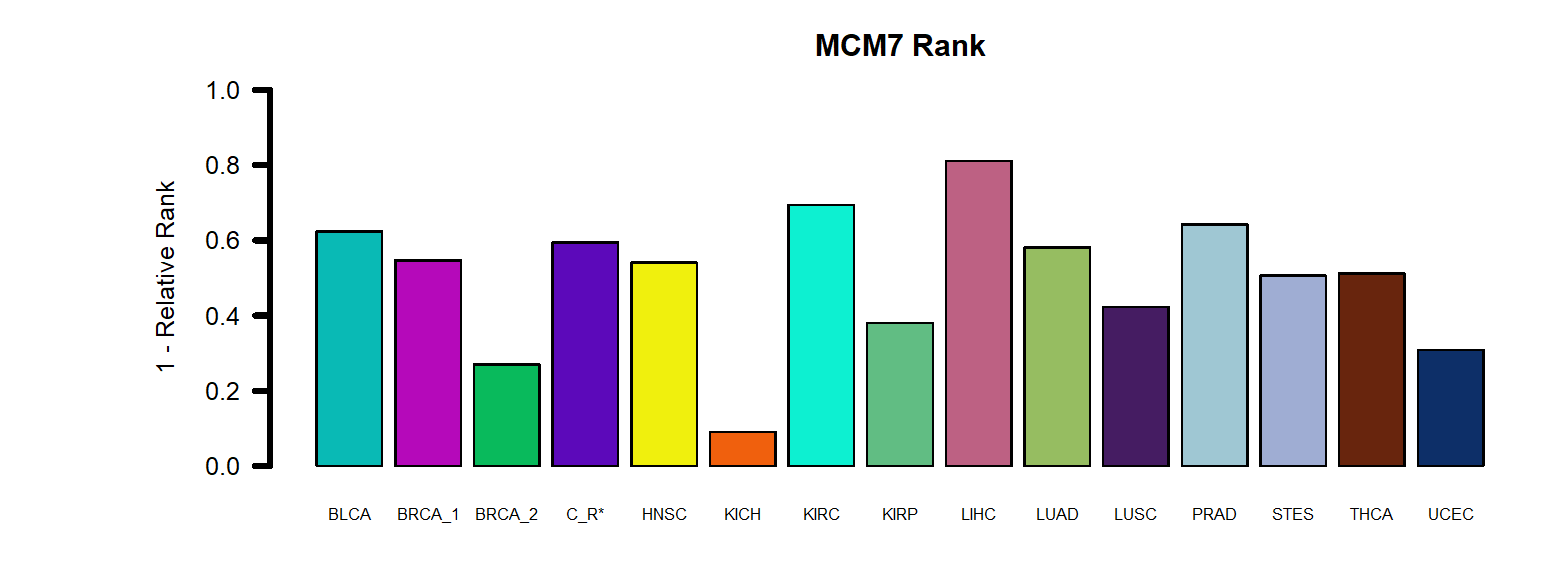 MCM7 Rank
1 - Relative Rank
1.0
0.8
0.6
0.4
0.2
0.0
BLCA BRCA_1 BRCA_2 C_R* HNSC KICH KIRC KIRP LIHC LUAD LUSC PRAD STES THCA UCEC